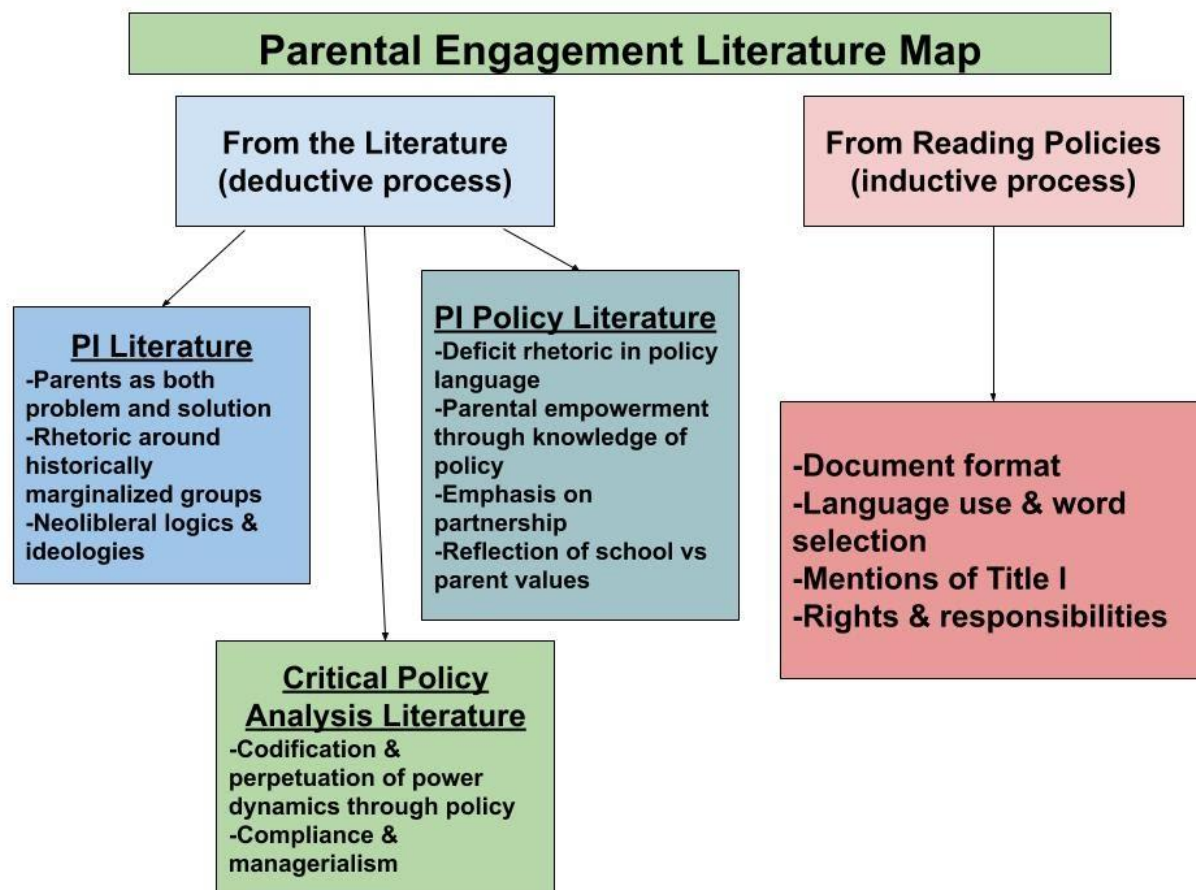 Parental Engagement Literature Map
From the Literature
(deductive process)
From Reading Policies
(inductive process)
PI Literature
-Parents as both
problem and solution
-Rhetoric around
historically
marginalized groups
-Neolibleral logics &
ideologies
PI Policy Literature
-Deficit rhetoric in policy
language
-Parental empowerment
through knowledge of
policy
-Emphasis on
partnership
-Reflection of school vs
parent values
Critical Policy
Analysis Literature
-Codification &
perpetuation of power
dynamics through policy
-Compliance &
managerialism
-Document format
-Language use & word
selection
-Mentions of Title I
-Rights & responsibilities